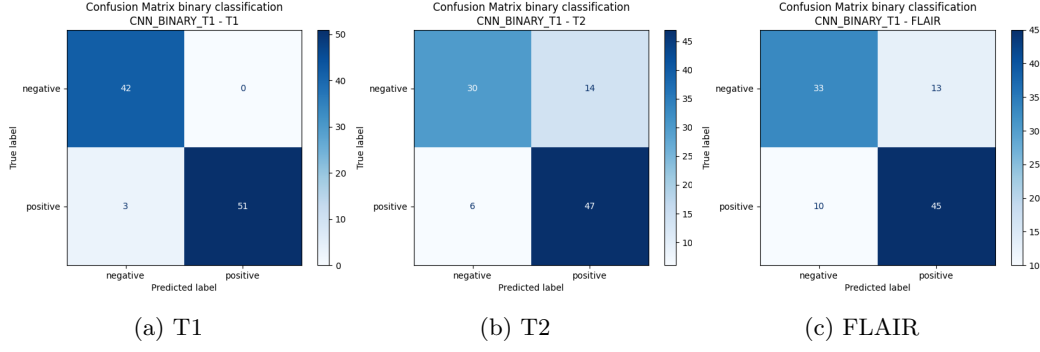 Confusion Matrix binary classification
CNN_BINARY_T1 - T1
True label
negative
positive
42
0
3
51
negative
positive
Predicted label
50
40
30
20
10
0
(a) T1
Confusion Matrix binary classification
CNN_BINARY_T1 - T2
True label
negative
positive
30
14
6
47
negative
positive
Predicted label
45
40
35
30
25
20
15
10
(b) T2
Confusion Matrix binary classification
CNN_BINARY_T1 - FLAIR
True label
negative
positive
33
13
10
45
negative
positive
Predicted label
45
40
35
30
25
20
15
10
(c) FLAIR